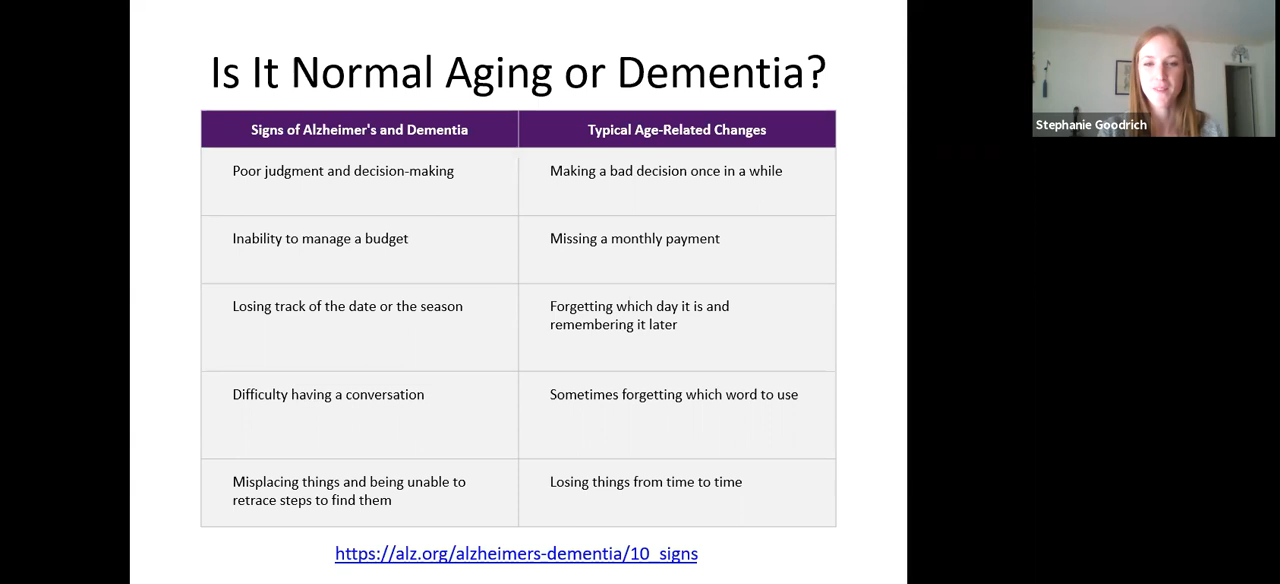 Is It Normal Aging or Dementia?
Signs of Alzheimer's and Dementia
Typical Age-Related Changes
Poor judgment and decision-making
Making a bad decision once in a while
Inability to manage a budget
Missing a monthly payment
Losing track of the date or the season
Forgetting which day it is and
remembering it later
Difficulty having a conversation
Sometimes forgetting which word to use
Misplacing things and being unable to
retrace steps to find them
Losing things from time to time
https://alz.org/alzheimers-dementia/10_signs
Stephanie Goodrich